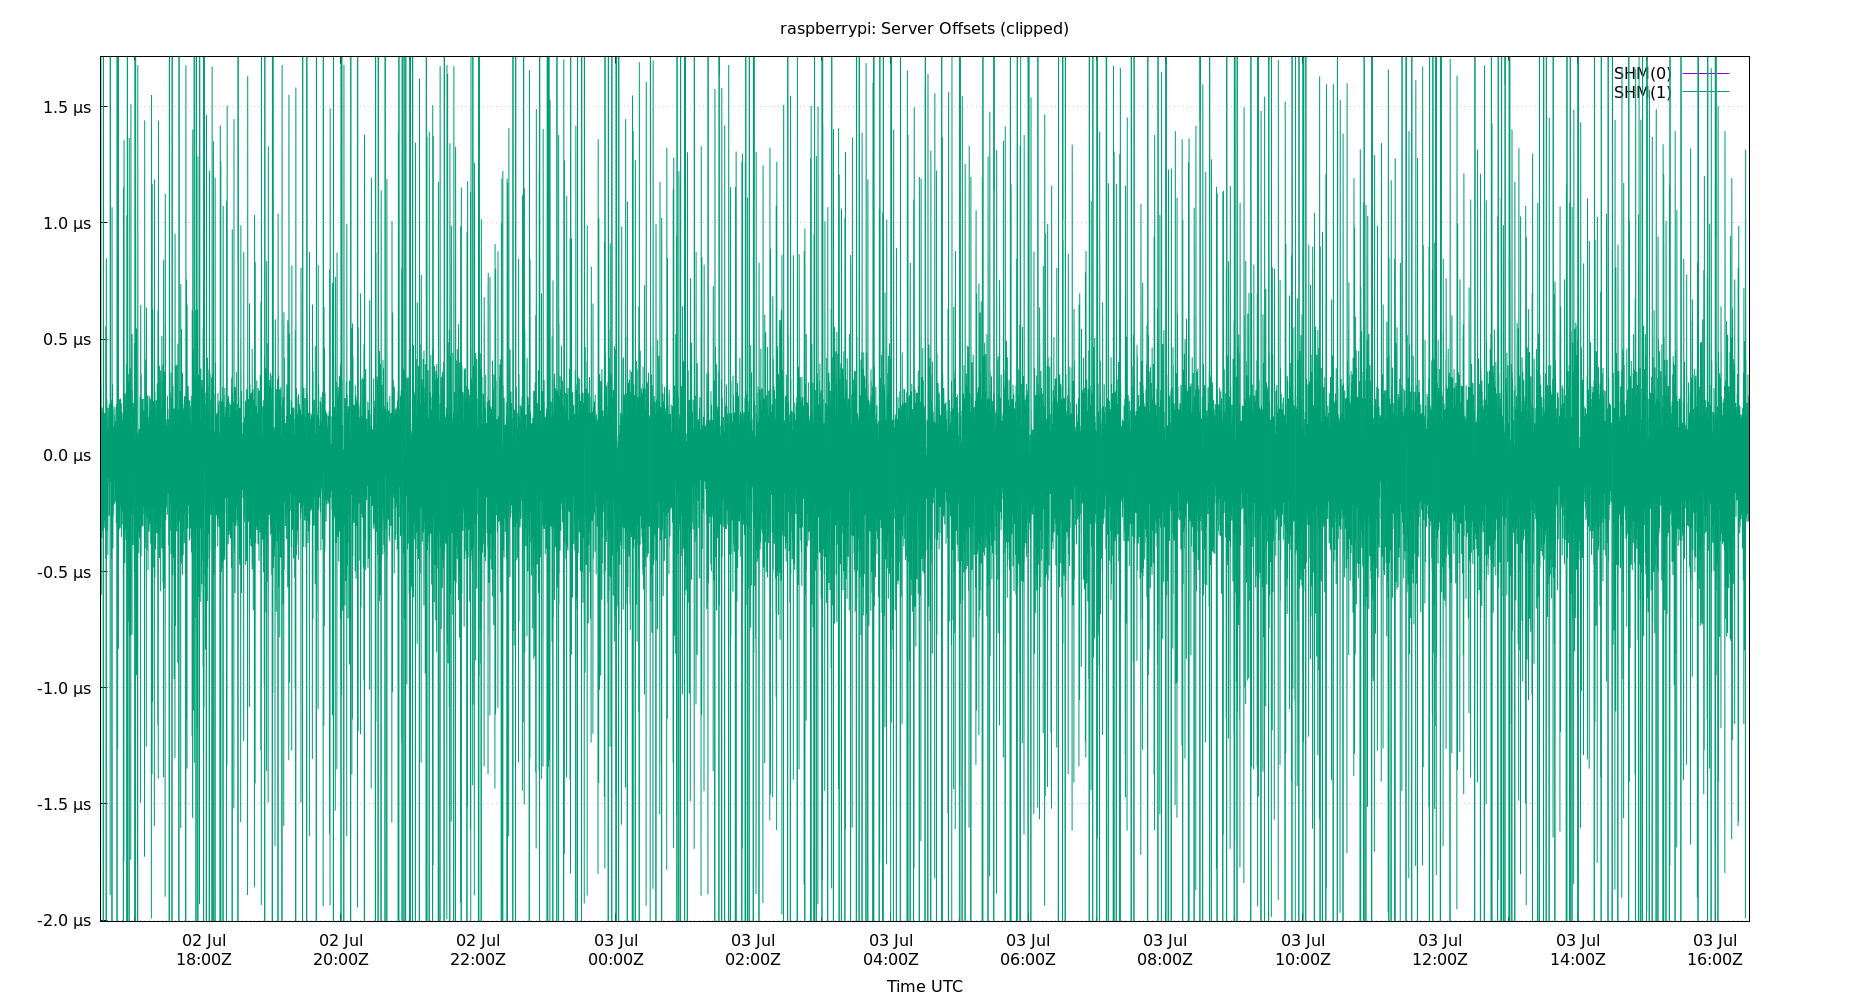 raspberrypi: Server Offsets (clipped)
SHM(0)
SHM(1)
1.5 µs
1.0 µs
0.5 µs
0.0 µs
-0.5 µs
-1.0 µs
-1.5 µs
-2.0 µs
02 Jul 02 Jul 02 Jul 03 Jul 03 Jul 03 Jul 03 Jul 03 Jul 03 Jul 03 Jul 03 Jul 03 Jul
18:00Z 20:00Z 22:00Z 00:00Z 02:00Z 04:00Z 06:00Z 08:00Z 10:00Z 12:00Z 14:00Z 16:00Z
Time UTC